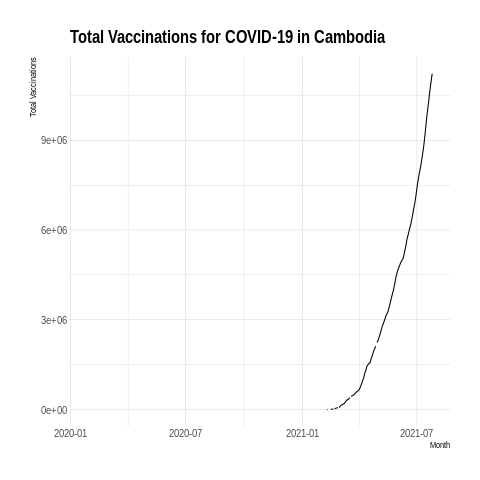 Total Vaccinations for COVID-19 in Cambodia
Total Vaccinations
9e+06
6e+06
3e+06
0e+00
2020-01 2020-07 2021-01 2021-07
Month